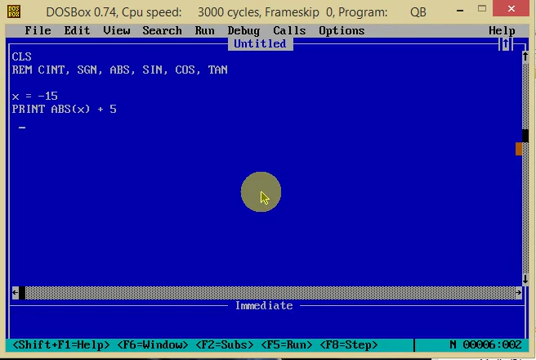 DOSBox 0.74, Cpu speed: 3000 cycles, Frameskip 0, Program: QB
File Edit View Search Run Debug Calls Options Help
Untitled
CLS
REM CINT, SGN, ABS, SIN, COS, TAN
x = -15
PRINT ABS(x) + 5
Immediate
<Shift+F1=Help> <F6=Window> <F2=Subs> <F5=Run> <F8=Step> N 00006:002